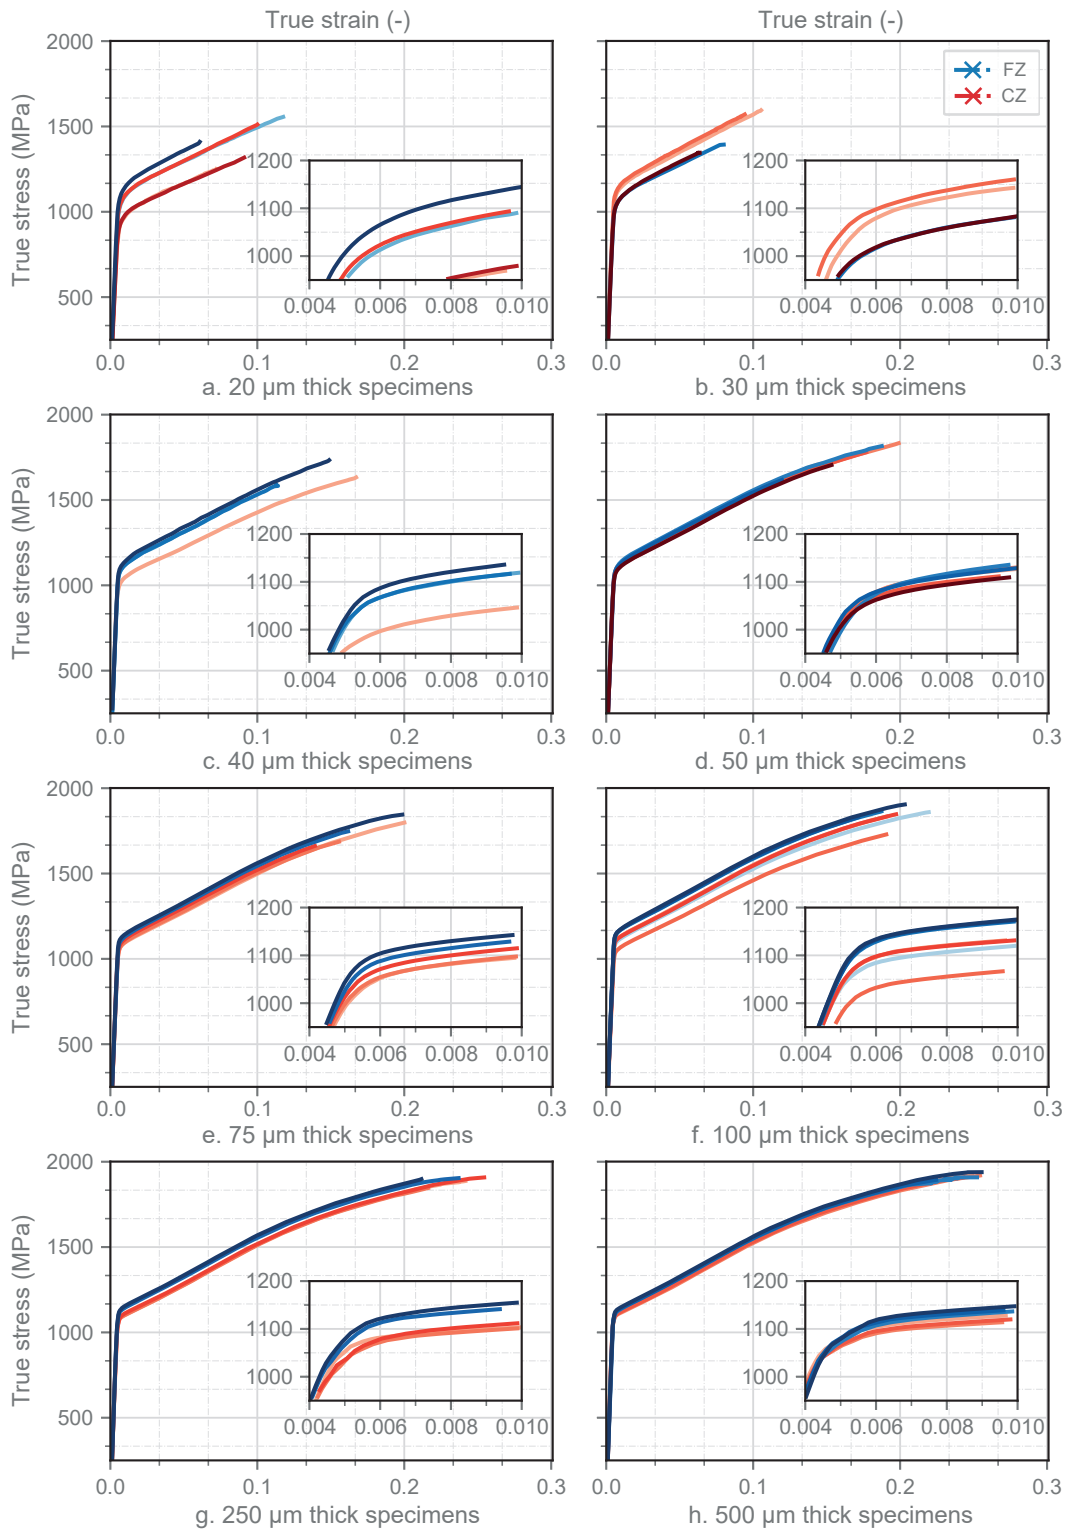 True strain (-)
True strain (-)
2000
1500
1000
500
True stress (MPa)
0.0 0.1 0.2 0.3
1200
1100
1000
0.004 0.006 0.008 0.010
a. 20 µm thick specimens
FZ
CZ
1200
1100
1000
0.004 0.006 0.008 0.010
0.0 0.1 0.2 0.3
b. 30 µm thick specimens
2000
1500
1000
500
True stress (MPa)
1200
1100
1000
0.004 0.006 0.008 0.010
0.0 0.1 0.2 0.3
c. 40 µm thick specimens
1200
1100
1000
0.004 0.006 0.008 0.010
0.0 0.1 0.2 0.3
d. 50 µm thick specimens
2000
1500
1000
500
True stress (MPa)
1200
1100
1000
0.004 0.006 0.008 0.010
0.0 0.1 0.2 0.3
e. 75 µm thick specimens
1200
1100
1000
0.004 0.006 0.008 0.010
0.0 0.1 0.2 0.3
f. 100 µm thick specimens
2000
1500
1000
500
True stress (MPa)
1200
1100
1000
0.004 0.006 0.008 0.010
0.0 0.1 0.2 0.3
g. 250 µm thick specimens
1200
1100
1000
0.004 0.006 0.008 0.010
0.0 0.1 0.2 0.3
h. 500 µm thick specimens